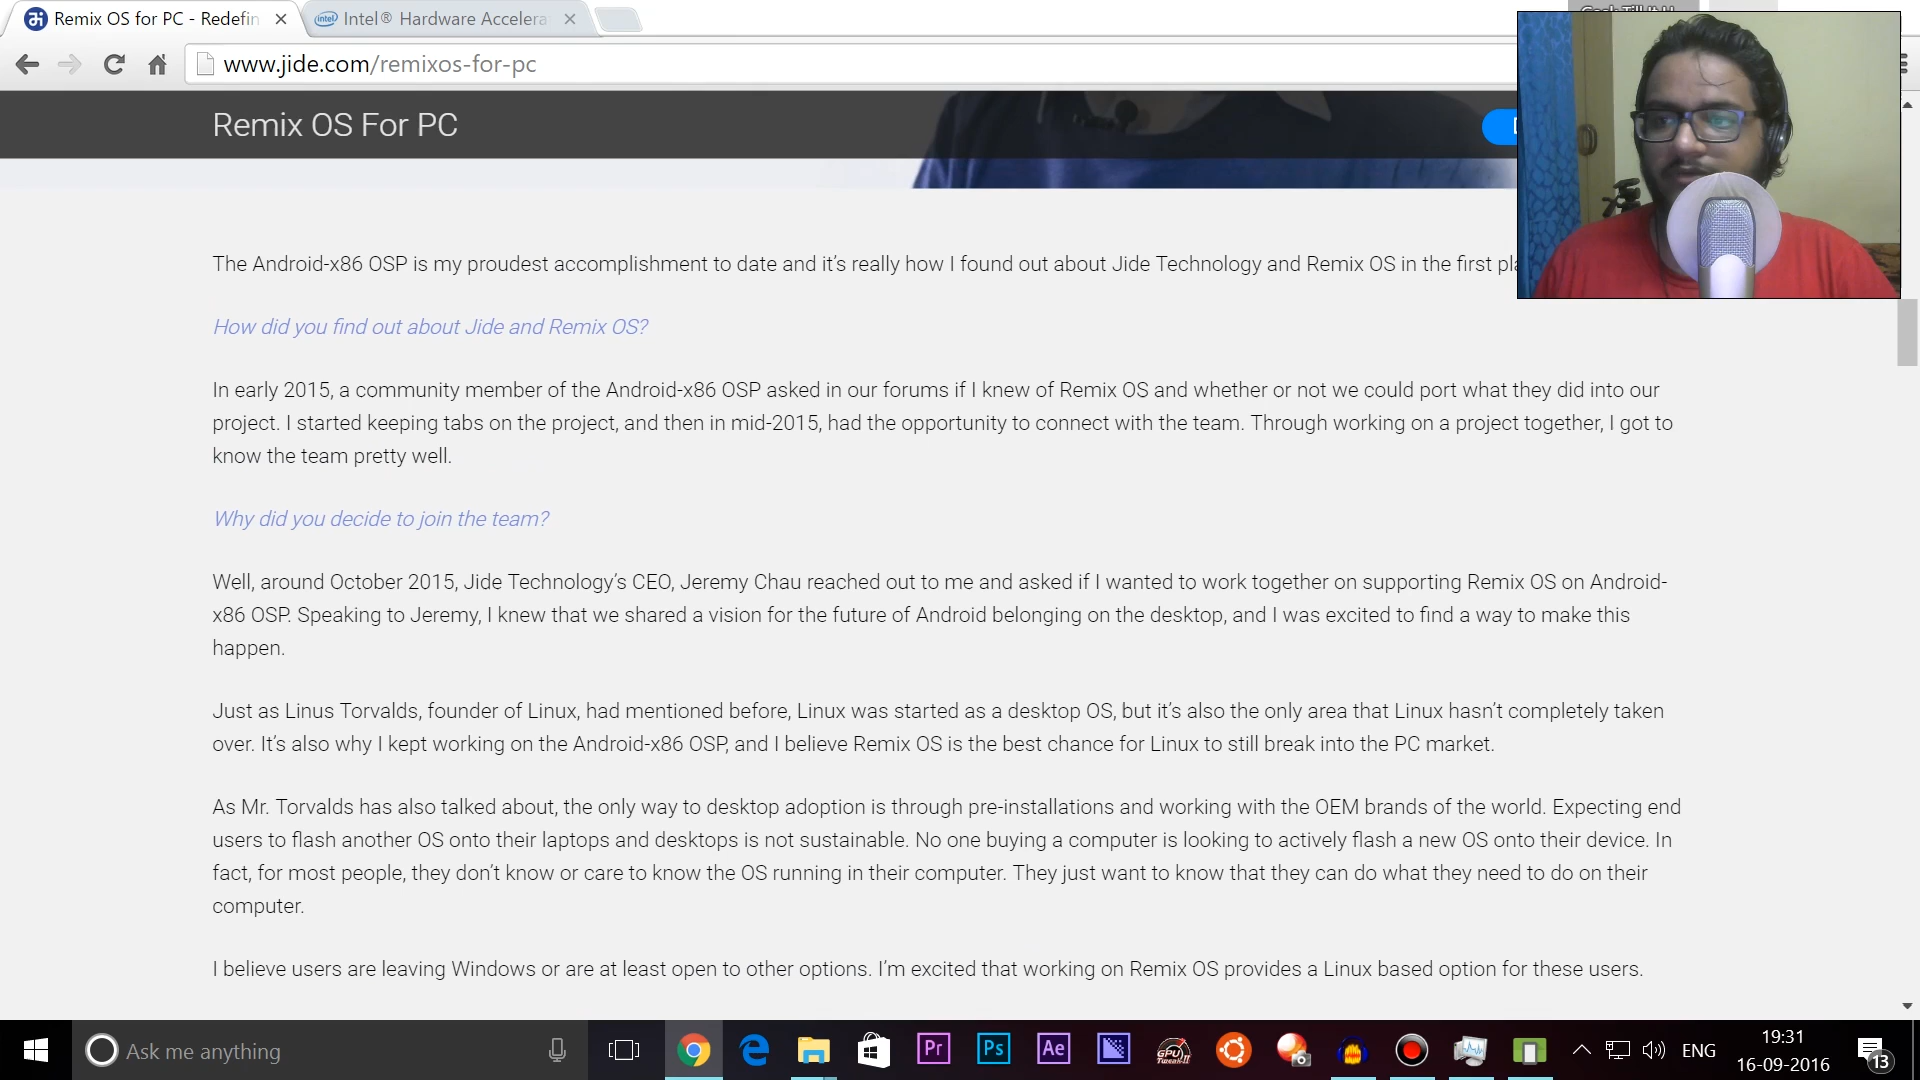 Remix OS for PC - Redefin
Intel® Hardware Accelera
www.jide.com/remixos-for-pc
Remix OS For PC
The Android-x86 OSP is my proudest accomplishment to date and it’s really how I found out about Jide Technology and Remix OS in the first pla
How did you find out about Jide and Remix OS?
In early 2015, a community member of the Android-x86 OSP asked in our forums if I knew of Remix OS and whether or not we could port what they did into our
project. I started keeping tabs on the project, and then in mid-2015, had the opportunity to connect with the team. Through working on a project together, I got to
know the team pretty well.
Why did you decide to join the team?
Well, around October 2015, Jide Technology’s CEO, Jeremy Chau reached out to me and asked if I wanted to work together on supporting Remix OS on Android-
x86 OSP. Speaking to Jeremy, I knew that we shared a vision for the future of Android belonging on the desktop, and I was excited to find a way to make this
happen.
Just as Linus Torvalds, founder of Linux, had mentioned before, Linux was started as a desktop OS, but it’s also the only area that Linux hasn’t completely taken
over. It’s also why I kept working on the Android-x86 OSP, and I believe Remix OS is the best chance for Linux to still break into the PC market.
As Mr. Torvalds has also talked about, the only way to desktop adoption is through pre-installations and working with the OEM brands of the world. Expecting end
users to flash another OS onto their laptops and desktops is not sustainable. No one buying a computer is looking to actively flash a new OS onto their device. In
fact, for most people, they don’t know or care to know the OS running in their computer. They just want to know that they can do what they need to do on their
computer.
I believe users are leaving Windows or are at least open to other options. I’m excited that working on Remix OS provides a Linux based option for these users.
Ask me anything
Pr
Ps
Ae
GPU
Tweak II
ENG
19:31
16-09-2016
13